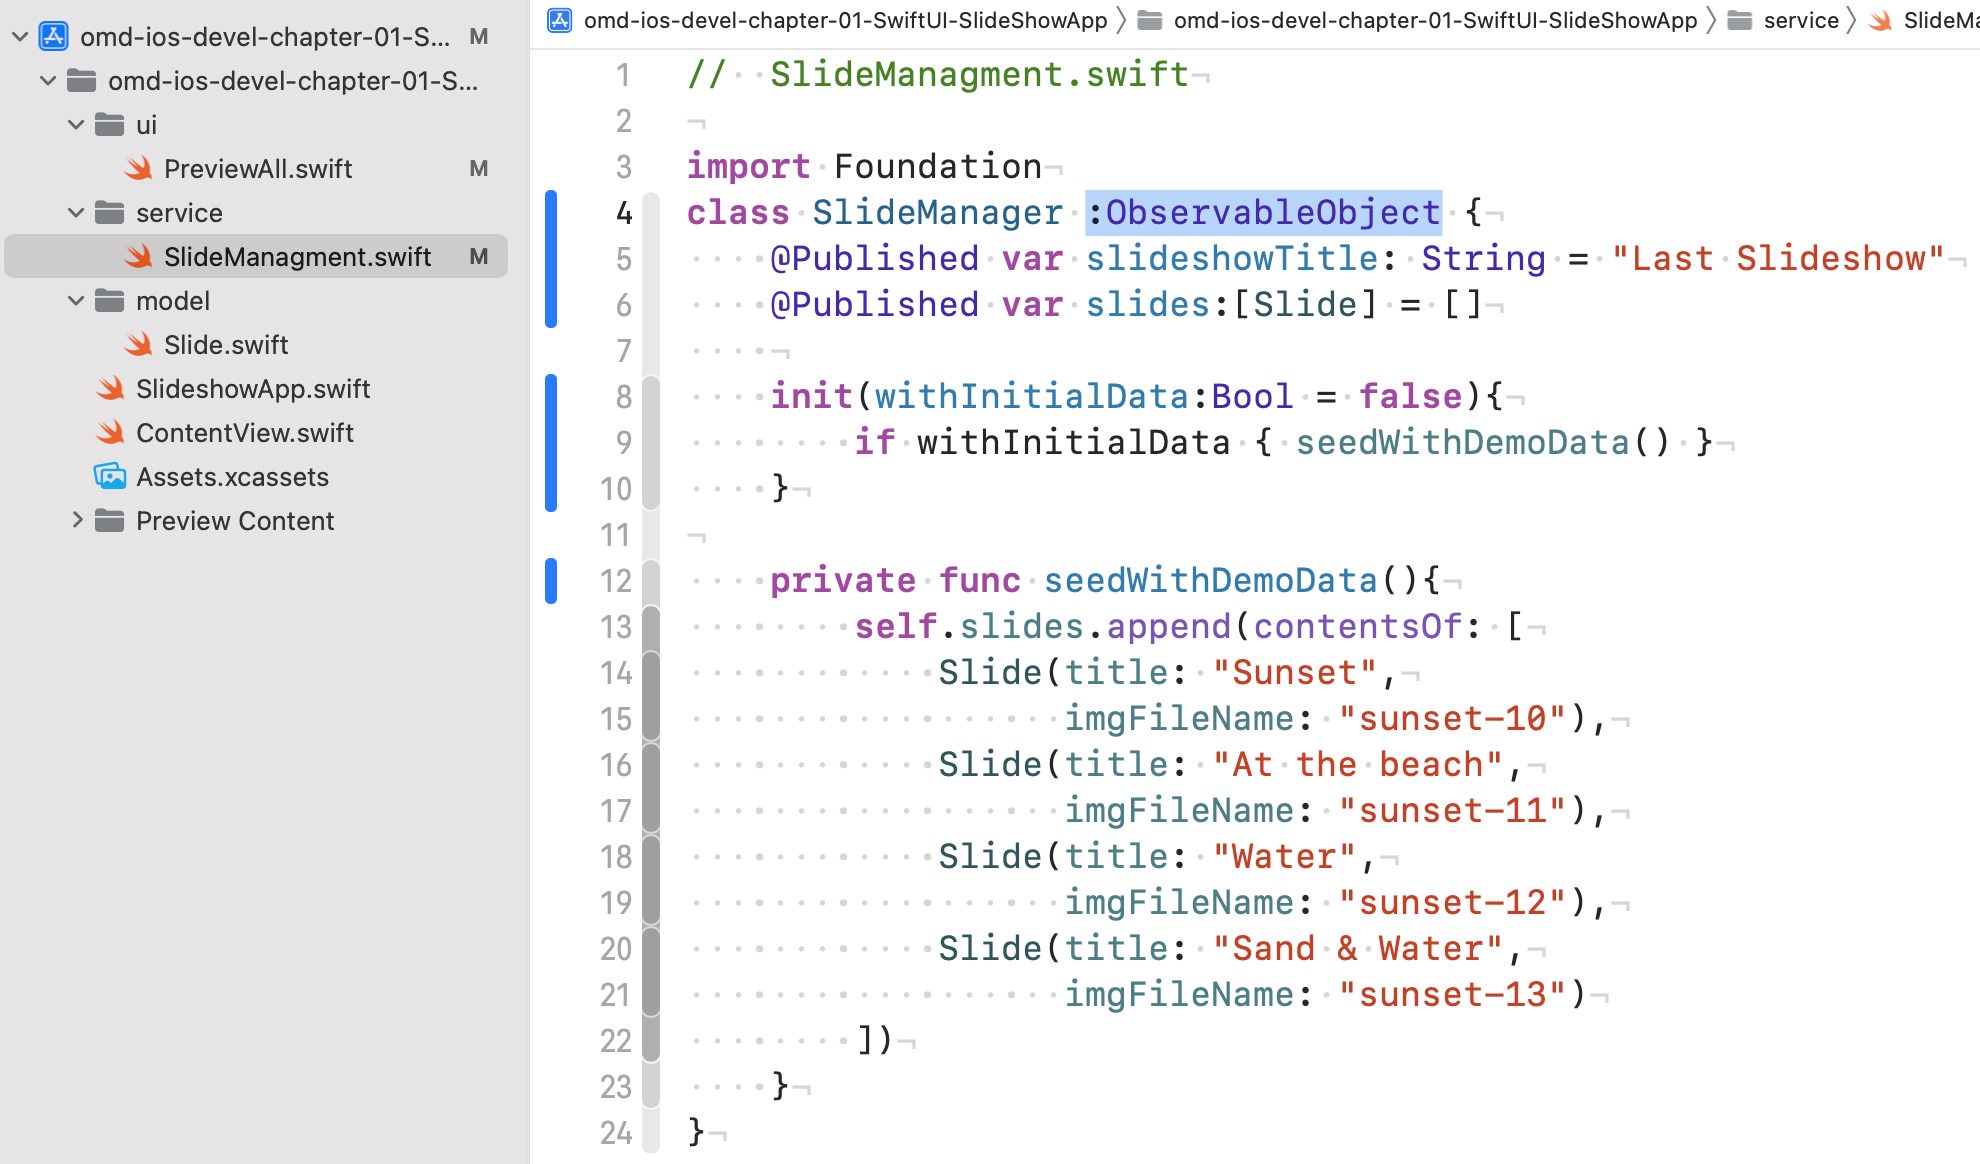 omd-ios-devel-chapter-01-S... M
omd-ios-devel-chapter-01-S...
ui
PreviewAll.swift M
service
SlideManagment.swift M
model
Slide.swift
SlideshowApp.swift
ContentView.swift
Assets.xcassets
Preview Content
omd-ios-devel-chapter-01-SwiftUI-SlideShowApp omd-ios-devel-chapter-01-SwiftUI-SlideShowApp service SlideMa
1 //   SlideManagment.swift
2
3 import Foundation
4 class SlideManager :ObservableObject {
5     @Published var slideshowTitle: String = "Last Slideshow"
6     @Published var slides:[Slide] = []
7
8     init(withInitialData:Bool = false){
9         if withInitialData { seedWithDemoData() }
10     }
11
12     private func seedWithDemoData(){
13         self.slides.append(contentsOf: [
14             Slide(title: "Sunset",
15                   imgFileName: "sunset-10"),
16             Slide(title: "At the beach",
17                   imgFileName: "sunset-11"),
18             Slide(title: "Water",
19                   imgFileName: "sunset-12"),
20             Slide(title: "Sand & Water",
21                   imgFileName: "sunset-13")
22         ])
23     }
24 }